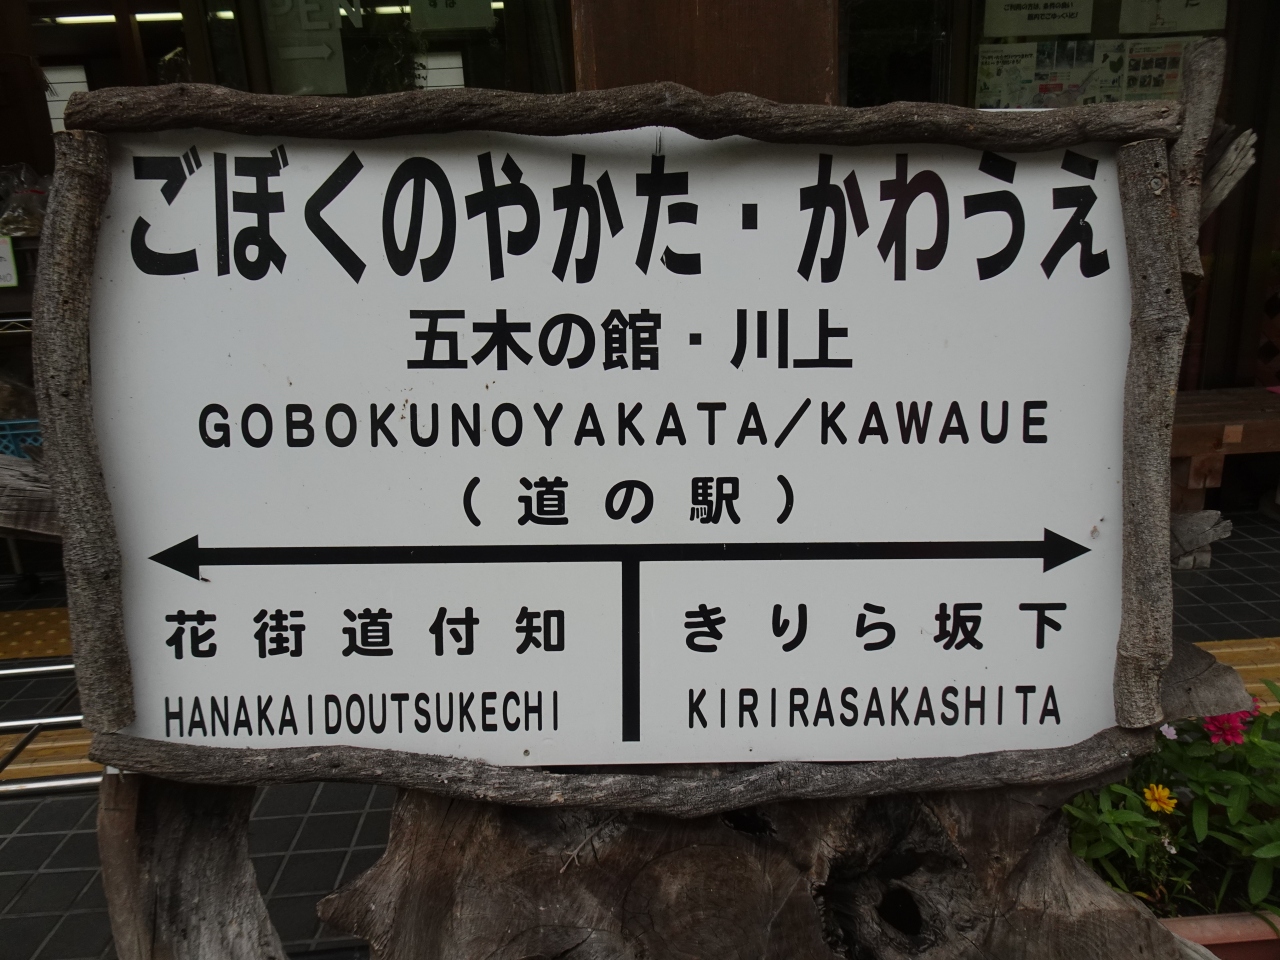 PEN
ごぼくのやかた・かわうえ
五木の館・川上
GOBOKUNOYAKATA/KAWAUE
(道の駅)
花街道付知 きりら坂下
HANAKAIDOUTSUKECHI KIRIRASAKASHITA